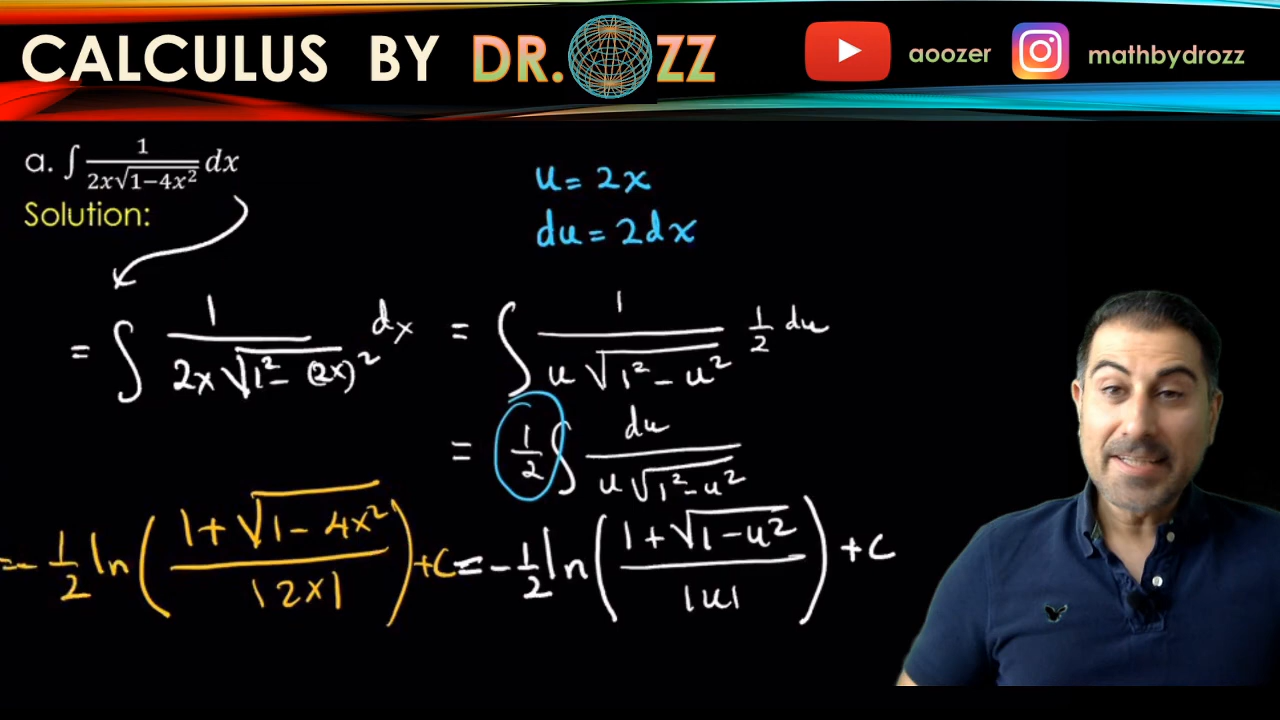 CALCULUS BY DR. OZZ
aoozer
mathbydrozz
a. ∫ 1/(2x√(1−4x²)) dx
Solution:
u = 2x
du = 2dx
= ∫ 1/(2x√(1²−(2x)²)) dx = ∫ 1/(u√(1²−u²)) 1/2 du
= 1/2 ∫ du/(u√(1²−u²))
= −1/2 ln((1+√(1−4x²))/|2x|) + C = −1/2 ln((1+√(1−u²))/|u|) + C